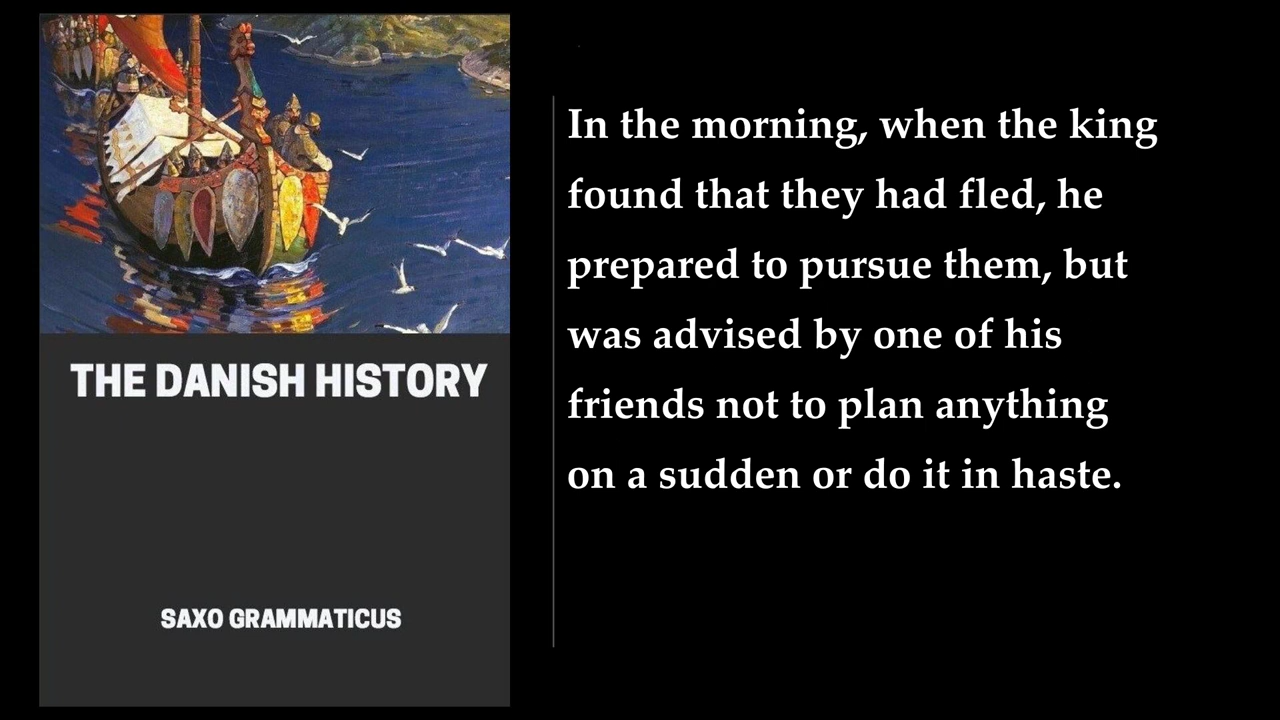 THE DANISH HISTORY
SAXO GRAMMATICUS
In the morning, when the king
found that they had fled, he
prepared to pursue them, but
was advised by one of his
friends not to plan anything
on a sudden or do it in haste.